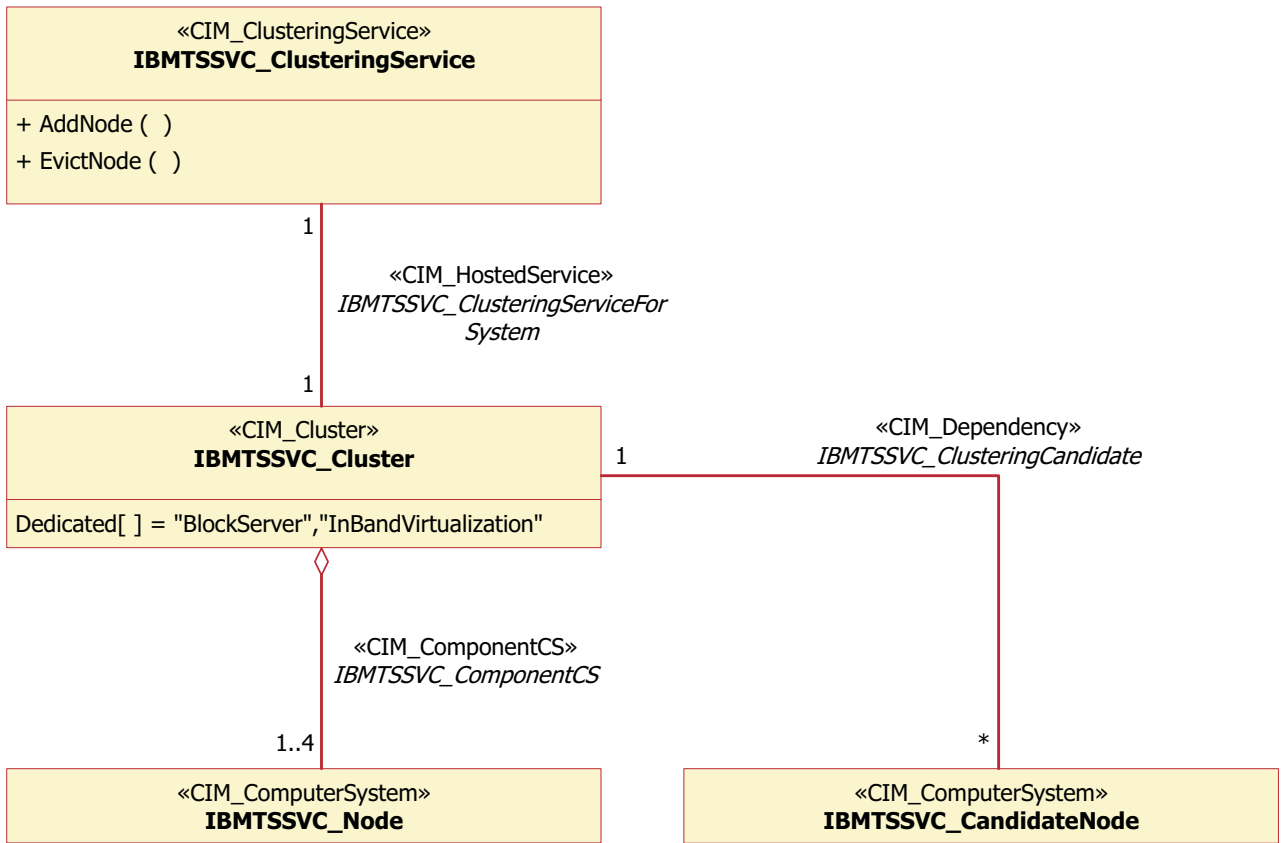 «CIM_ClusteringService»
IBMTSSVC_ClusteringService
+ AddNode ( )
+ EvictNode ( )
1
«CIM_HostedService»
IBMTSSVC_ClusteringServiceFor
System
1
«CIM_Cluster»
IBMTSSVC_Cluster
Dedicated[ ] = "BlockServer","InBandVirtualization"
1
«CIM_Dependency»
IBMTSSVC_ClusteringCandidate
«CIM_ComponentCS»
IBMTSSVC_ComponentCS
1..4
*
«CIM_ComputerSystem»
IBMTSSVC_Node
«CIM_ComputerSystem»
IBMTSSVC_CandidateNode